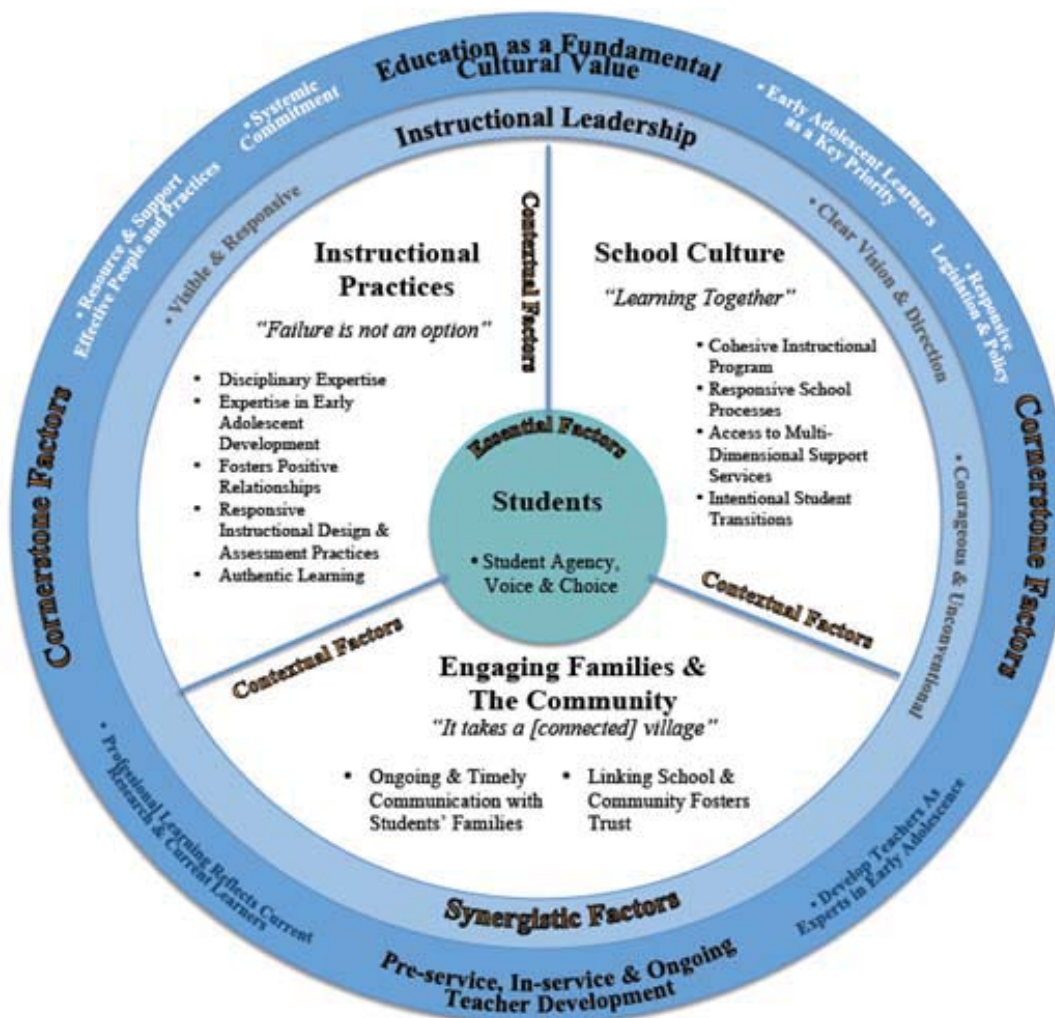 Education as a Fundamental
Cultural Value
• Systemic
Commitment
• Resource & Support
Effective People and Practices
• Early Adolescent Learners
as a Key Priority
• Responsive
Legislation & Policy
Cornerstone Factors
Cornerstone Factors
Instructional Leadership
• Visible & Responsive
• Clear Vision & Direction
• Courageous & Unconventional
Contextual Factors
Instructional
Practices
"Failure is not an option"
• Disciplinary Expertise
• Expertise in Early
Adolescent
Development
• Fosters Positive
Relationships
• Responsive
Instructional Design &
Assessment Practices
• Authentic Learning
School Culture
"Learning Together"
• Cohesive Instructional
Program
• Responsive School
Processes
• Access to Multi-
Dimensional Support
Services
• Intentional Student
Transitions
Essential Factors
Students
• Student Agency,
Voice & Choice
Contextual Factors
Contextual Factors
Engaging Families &
The Community
"It takes a [connected] village"
• Ongoing & Timely
Communication with
Students' Families
• Linking School &
Community Fosters
Trust
Synergistic Factors
• Professional Learning Reflects Current
Research & Current Learners
• Develop Teachers As
Experts in Early Adolescence
Pre-service, In-service & Ongoing
Teacher Development